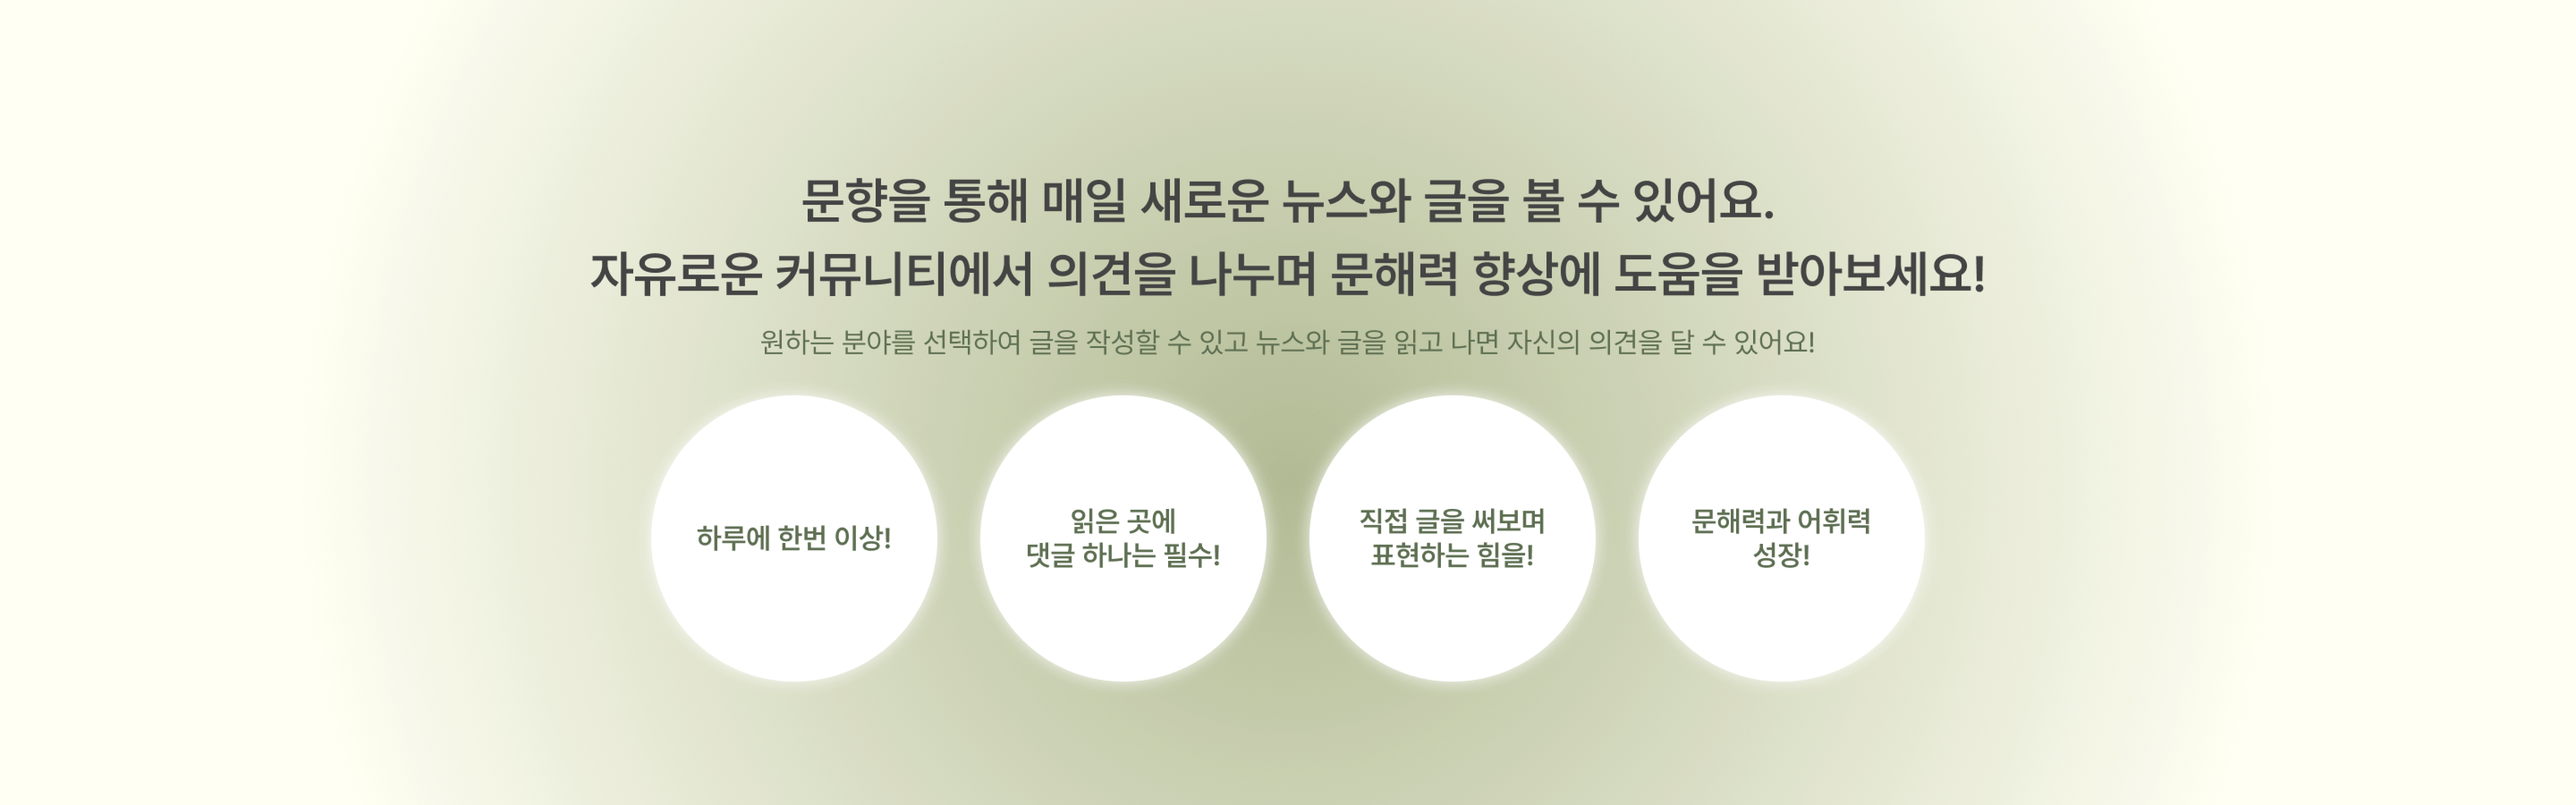 문향을 통해 매일 새로운 뉴스와 글을 볼 수 있어요.
자유로운 커뮤니티에서 의견을 나누며 문해력 향상에 도움을 받아보세요!
원하는 분야를 선택하여 글을 작성할 수 있고 뉴스와 글을 읽고 나면 자신의 의견을 달 수 있어요!
하루에 한번 이상!
읽은 곳에
댓글 하나는 필수!
직접 글을 써보며
표현하는 힘을!
문해력과 어휘력
성장!